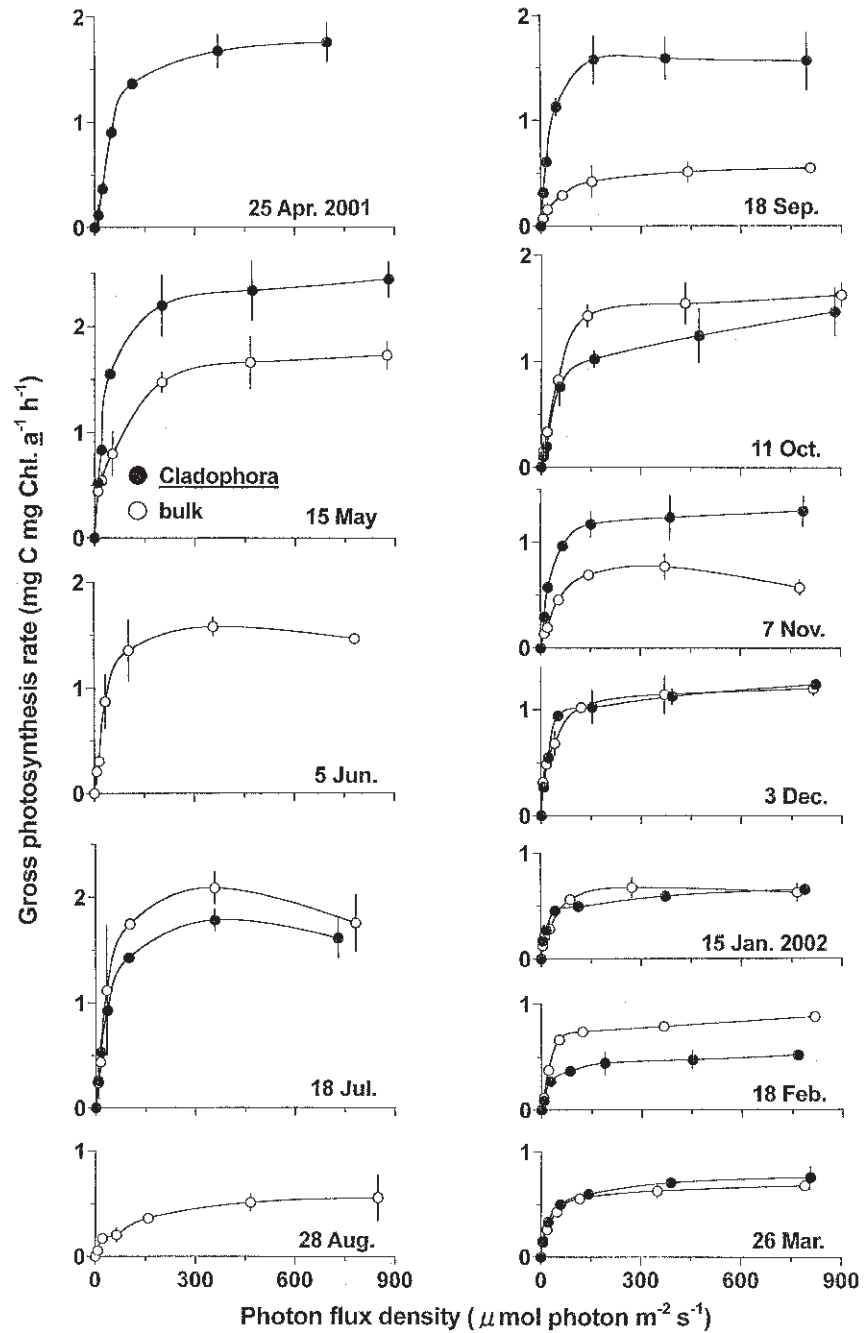 Gross photosynthesis rate (mg C mg Chl. a⁻¹ h⁻¹)
2
1
0
25 Apr. 2001
2
1
0
Cladophora
bulk
15 May
2
1
0
5 Jun.
2
1
0
18 Jul.
1
0
28 Aug.
0
300
600
900
2
1
0
18 Sep.
2
1
0
11 Oct.
1
0
7 Nov.
1
0
3 Dec.
1
0
15 Jan. 2002
1
0
18 Feb.
1
0
26 Mar.
0
300
600
900
Photon flux density ( μ mol photon m⁻² s⁻¹)